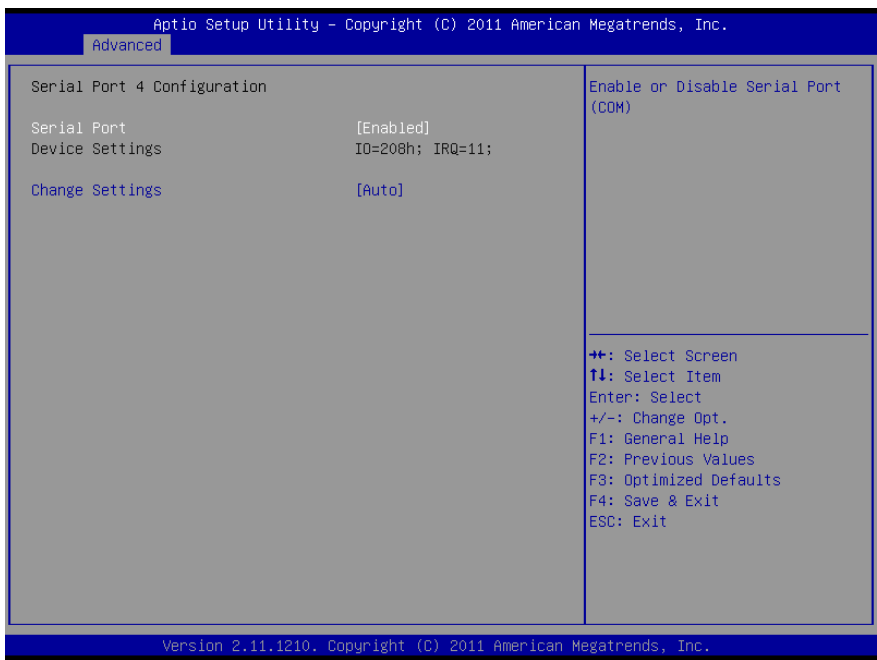 Aptio Setup Utility – Copyright (C) 2011 American Megatrends, Inc.
Advanced
Serial Port 4 Configuration
Serial Port [Enabled]
Device Settings IO=208h; IRQ=11;
Change Settings [Auto]
Enable or Disable Serial Port
(COM)
→←: Select Screen
↑↓: Select Item
Enter: Select
+/-: Change Opt.
F1: General Help
F2: Previous Values
F3: Optimized Defaults
F4: Save & Exit
ESC: Exit
Version 2.11.1210. Copyright (C) 2011 American Megatrends, Inc.